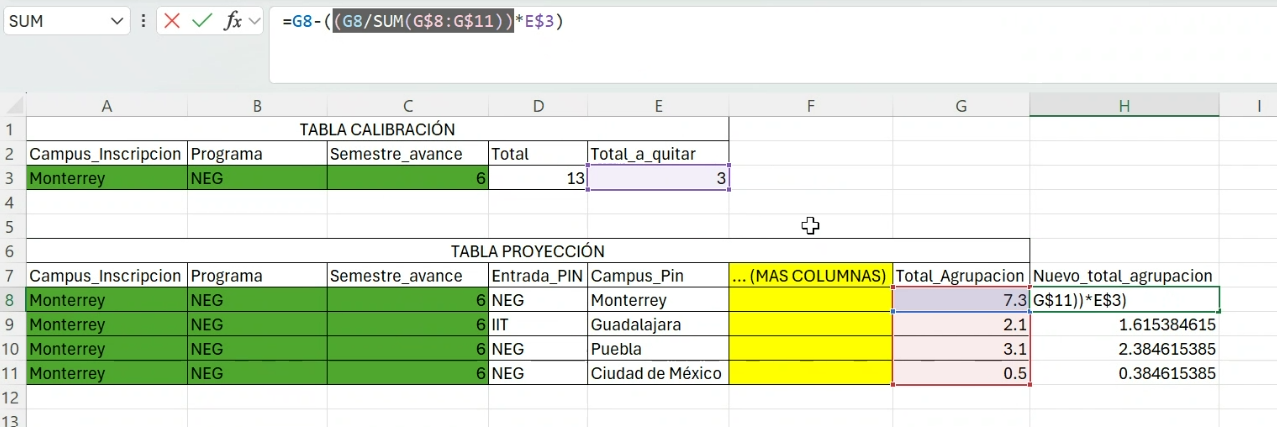 SUM fx =G8-((G8/SUM(G$8:G$11))*E$3)
A B C D E F G H I
1 TABLA CALIBRACIÓN
2 Campus_Inscripcion Programa Semestre_avance Total Total_a_quitar
3 Monterrey NEG 6 13 3
4
5
6 TABLA PROYECCIÓN
7 Campus_Inscripcion Programa Semestre_avance Entrada_PIN Campus_Pin ... (MAS COLUMNAS) Total_Agrupacion Nuevo_total_agrupacion
8 Monterrey NEG 6 NEG Monterrey 7.3 G$11))*E$3)
9 Monterrey NEG 6 IIT Guadalajara 2.1 1.615384615
10 Monterrey NEG 6 NEG Puebla 3.1 2.384615385
11 Monterrey NEG 6 NEG Ciudad de México 0.5 0.384615385
12
13